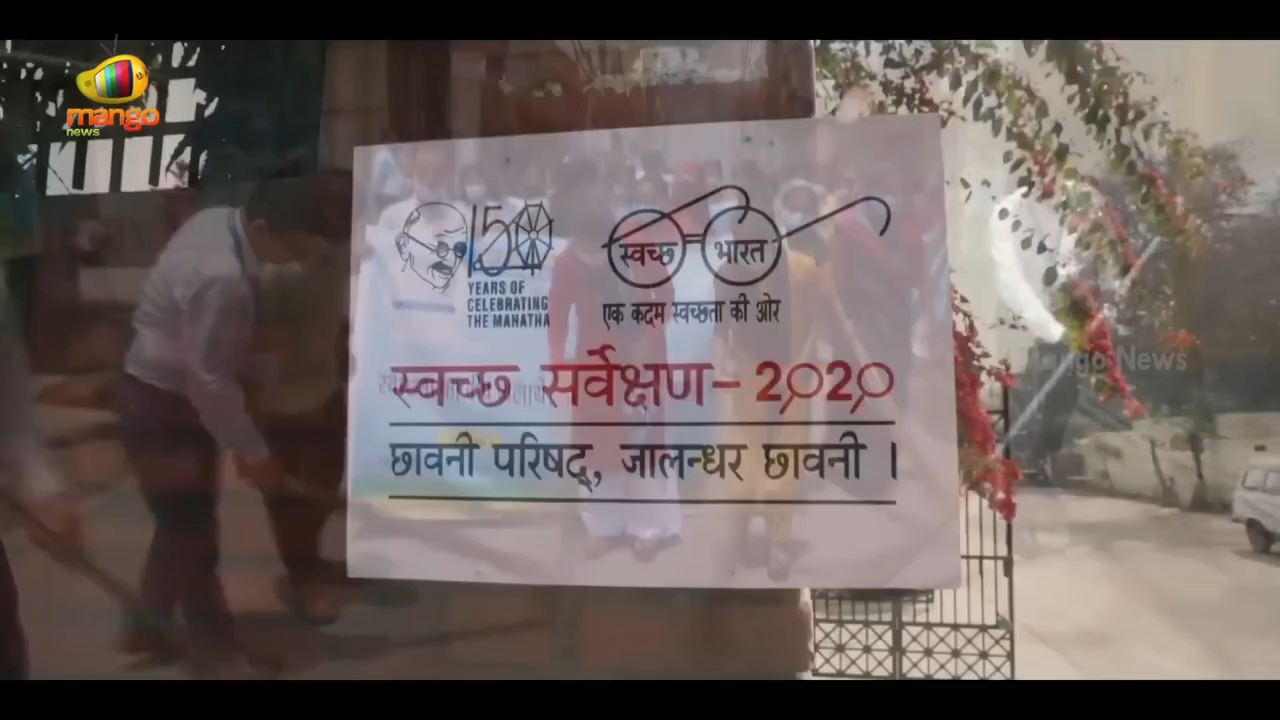 mango
news
150
YEARS OF
CELEBRATING
THE MAHATMA
स्वच्छ भारत
एक कदम स्वच्छता की ओर
स्वच्छ सर्वेक्षण-2020
छावनी परिषद्, जालन्धर छावनी ।
Mango News